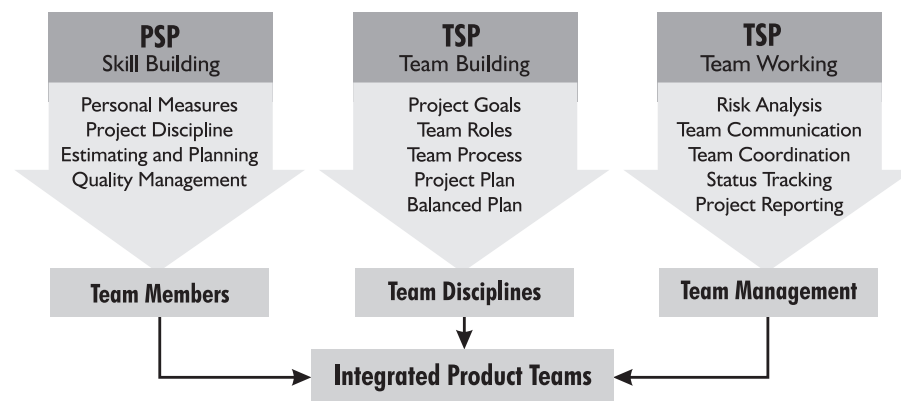 PSP
Skill Building
Personal Measures
Project Discipline
Estimating and Planning
Quality Management
Team Members
TSP
Team Building
Project Goals
Team Roles
Team Process
Project Plan
Balanced Plan
Team Disciplines
TSP
Team Working
Risk Analysis
Team Communication
Team Coordination
Status Tracking
Project Reporting
Team Management
Integrated Product Teams